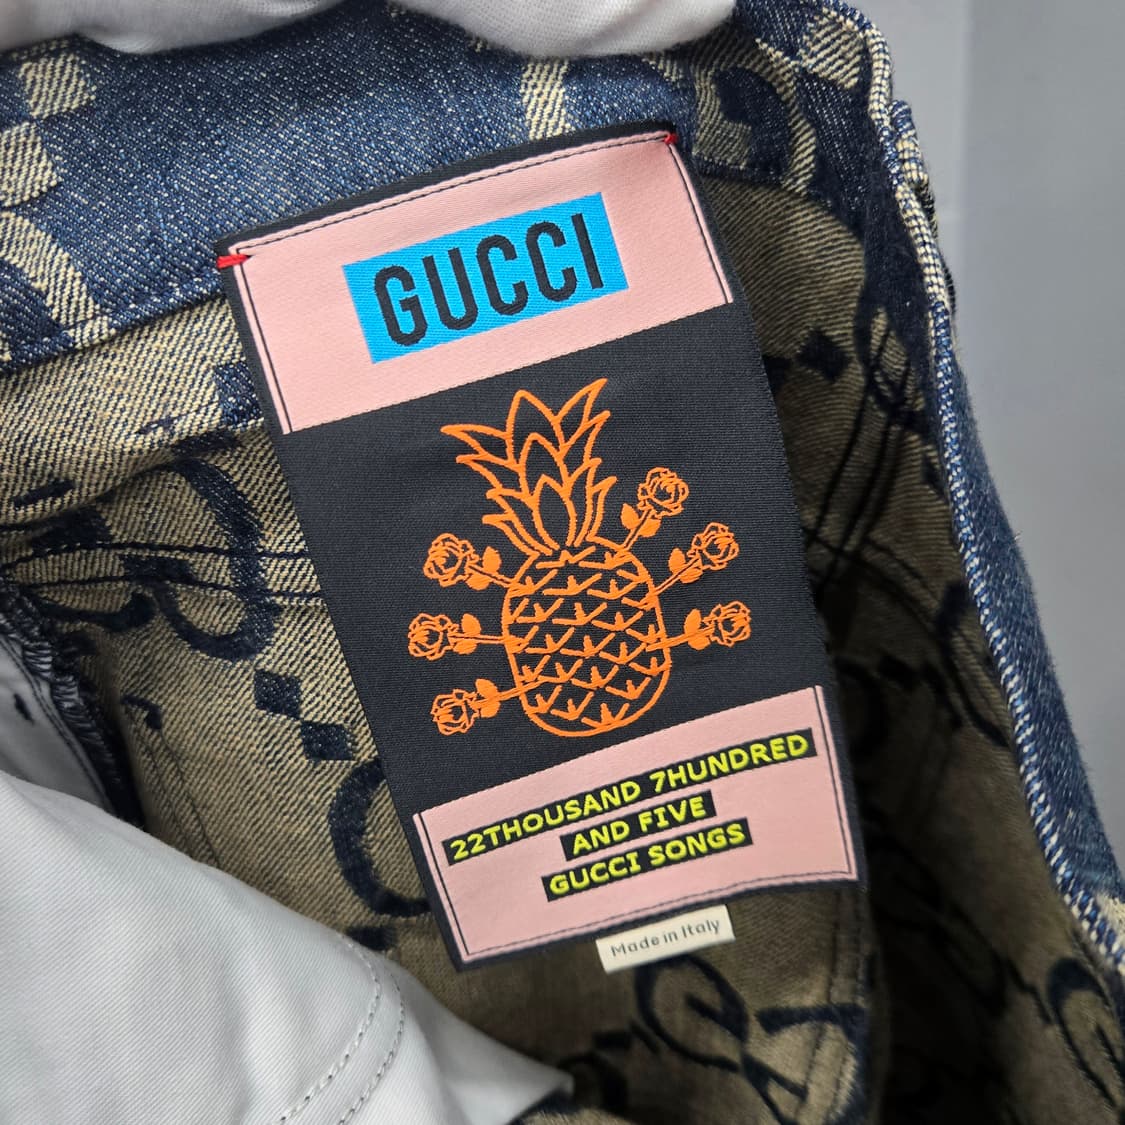 GUCCI
22THOUSAND 7HUNDRED
AND FIVE
GUCCI SONGS
Made in Italy